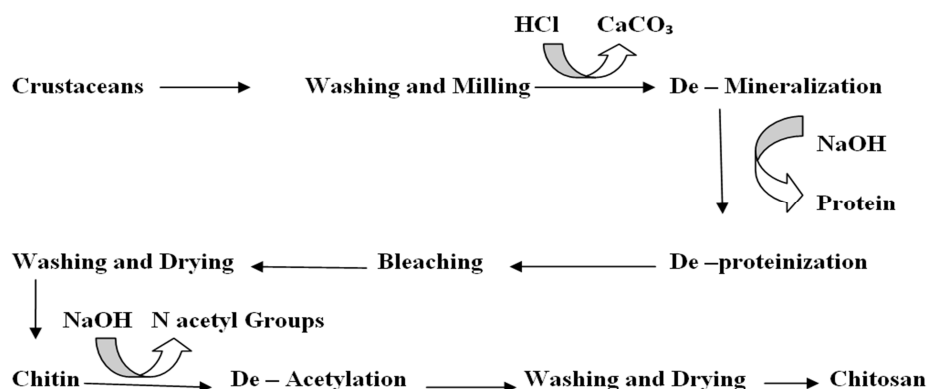 HCl CaCO₃
Crustaceans Washing and Milling De – Mineralization
NaOH
Protein
Washing and Drying Bleaching De –proteinization
NaOH N acetyl Groups
Chitin De – Acetylation Washing and Drying Chitosan